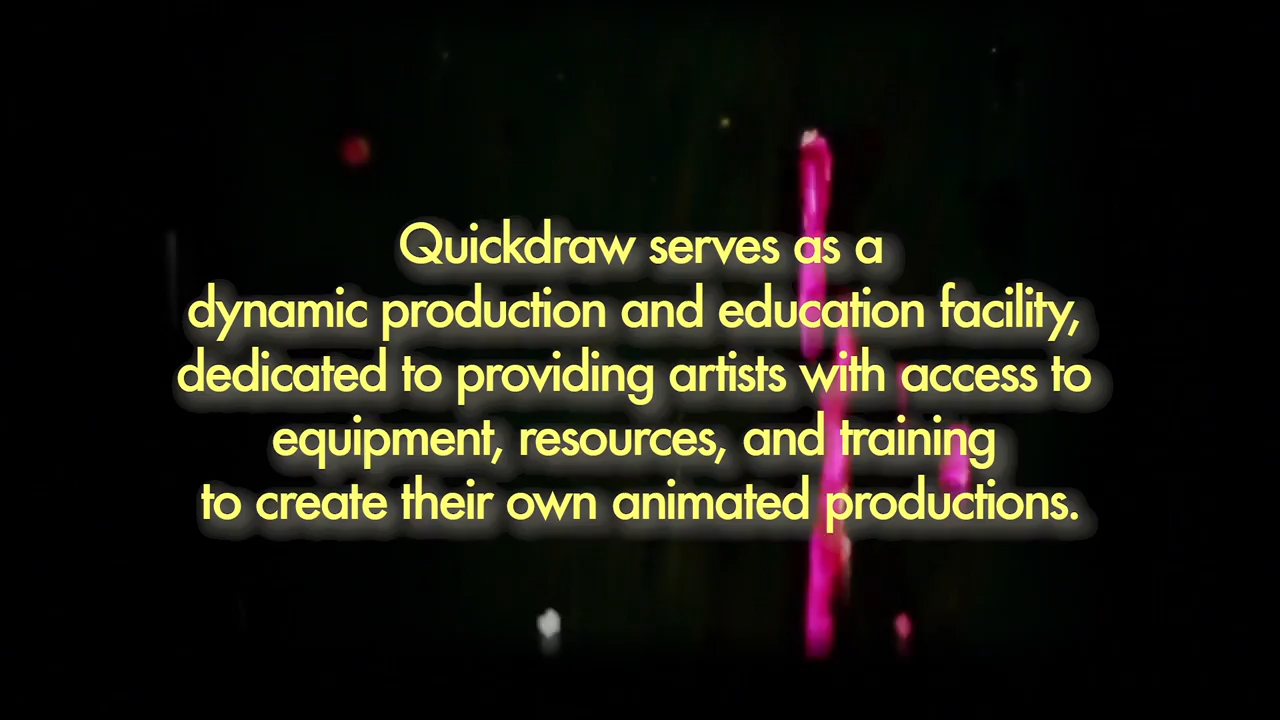 Quickdraw serves as a
dynamic production and education facility,
dedicated to providing artists with access to
equipment, resources, and training
to create their own animated productions.